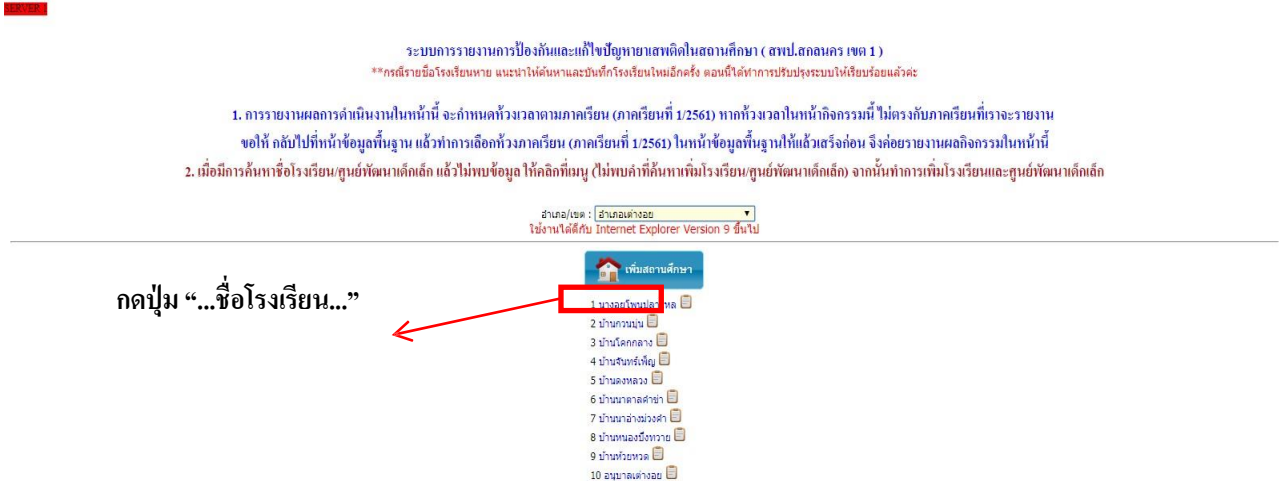 SERVER 1
ระบบการรายงานการป้องกันและแก้ไขปัญหายาเสพติดในสถานศึกษา ( สพป.สกลนคร เขต 1 )
**กรณีรายชื่อโรงเรียนหาย แนะนำให้ค้นหาและบันทึกโรงเรียนใหม่อีกครั้ง ตอนนี้ได้ทำการปรับปรุงระบบให้เรียบร้อยแล้วค่ะ
1. การรายงานผลการดำเนินงานในหน้านี้ จะกำหนดห้วงเวลาตามภาคเรียน (ภาคเรียนที่ 1/2561) หากห้วงเวลาในหน้ากิจกรรมนี้ ไม่ตรงกับภาคเรียนที่เราจะรายงาน
ขอให้ กลับไปที่หน้าข้อมูลพื้นฐาน แล้วทำการเลือกห้วงภาคเรียน (ภาคเรียนที่ 1/2561) ในหน้าข้อมูลพื้นฐานให้แล้วเสร็จก่อน จึงค่อยรายงานผลกิจกรรมในหน้านี้
2. เมื่อมีการค้นหาชื่อโรงเรียน/ศูนย์พัฒนาเด็กเล็ก แล้วไม่พบข้อมูล ให้คลิกที่เมนู (ไม่พบคำที่ค้นหาเพิ่มโรงเรียน/ศูนย์พัฒนาเด็กเล็ก) จากนั้นทำการเพิ่มโรงเรียนและศูนย์พัฒนาเด็กเล็ก
อำเภอ/เขต : อำเภอเต่างอย
ใช้งานได้ดีกับ Internet Explorer Version 9 ขึ้นไป
เพิ่มสถานศึกษา
กดปุ่ม “...ชื่อโรงเรียน...”
1 นางอยโพนปลาโหล
2 บ้านกวนบุ่น
3 บ้านโคกกลาง
4 บ้านจันทร์เพ็ญ
5 บ้านดงหลวง
6 บ้านนาตาลคำข่า
7 บ้านนาอ่างม่วงคำ
8 บ้านหนองบึงทวาย
9 บ้านห้วยหวด
10 อนุบาลเต่างอย